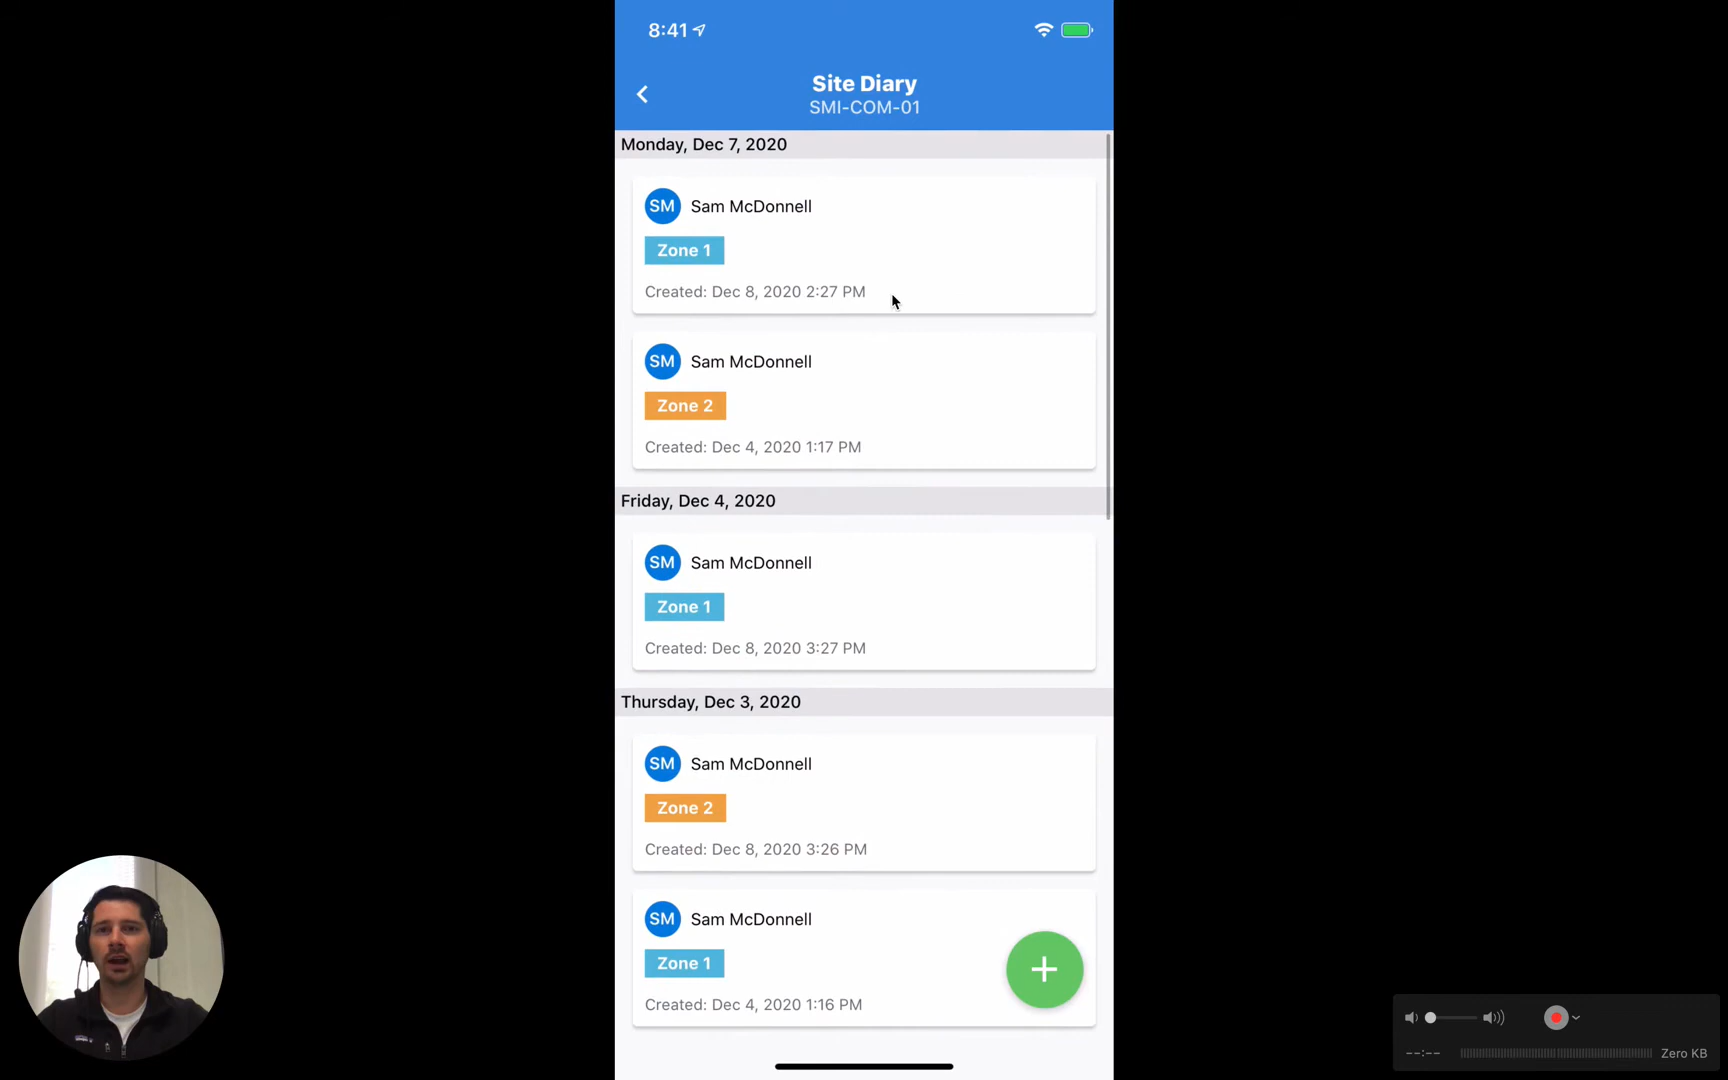 8:41
Site Diary
SMI-COM-01
Monday, Dec 7, 2020
SM Sam McDonnell
Zone 1
Created: Dec 8, 2020 2:27 PM
SM Sam McDonnell
Zone 2
Created: Dec 4, 2020 1:17 PM
Friday, Dec 4, 2020
SM Sam McDonnell
Zone 1
Created: Dec 8, 2020 3:27 PM
Thursday, Dec 3, 2020
SM Sam McDonnell
Zone 2
Created: Dec 8, 2020 3:26 PM
SM Sam McDonnell
Zone 1
Created: Dec 4, 2020 1:16 PM
--:--
Zero KB